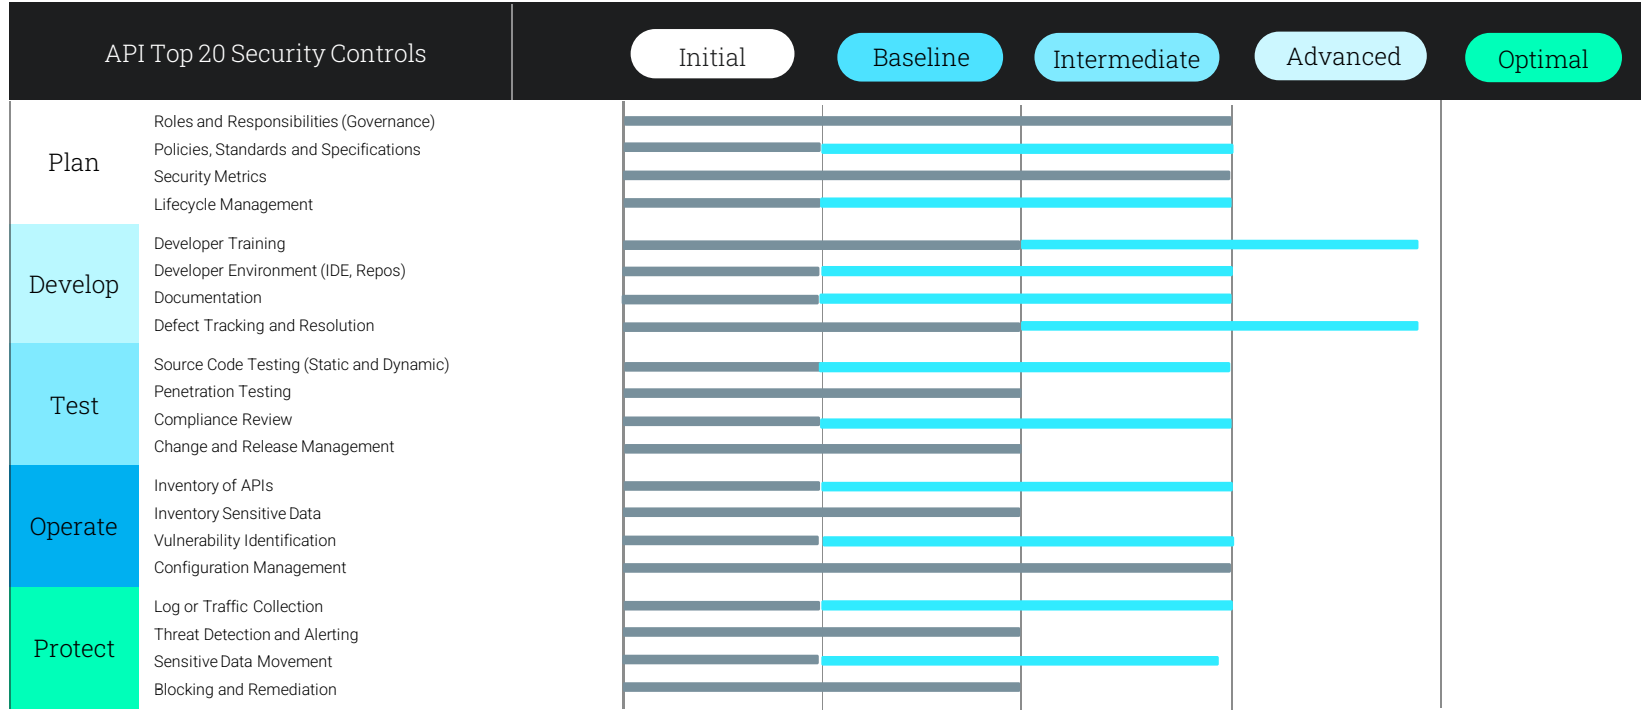 API Top 20 Security Controls
Initial
Baseline
Intermediate
Advanced
Optimal
Plan
Roles and Responsibilities (Governance)
Policies, Standards and Specifications
Security Metrics
Lifecycle Management
Develop
Developer Training
Developer Environment (IDE, Repos)
Documentation
Defect Tracking and Resolution
Test
Source Code Testing (Static and Dynamic)
Penetration Testing
Compliance Review
Change and Release Management
Operate
Inventory of APIs
Inventory Sensitive Data
Vulnerability Identification
Configuration Management
Protect
Log or Traffic Collection
Threat Detection and Alerting
Sensitive Data Movement
Blocking and Remediation